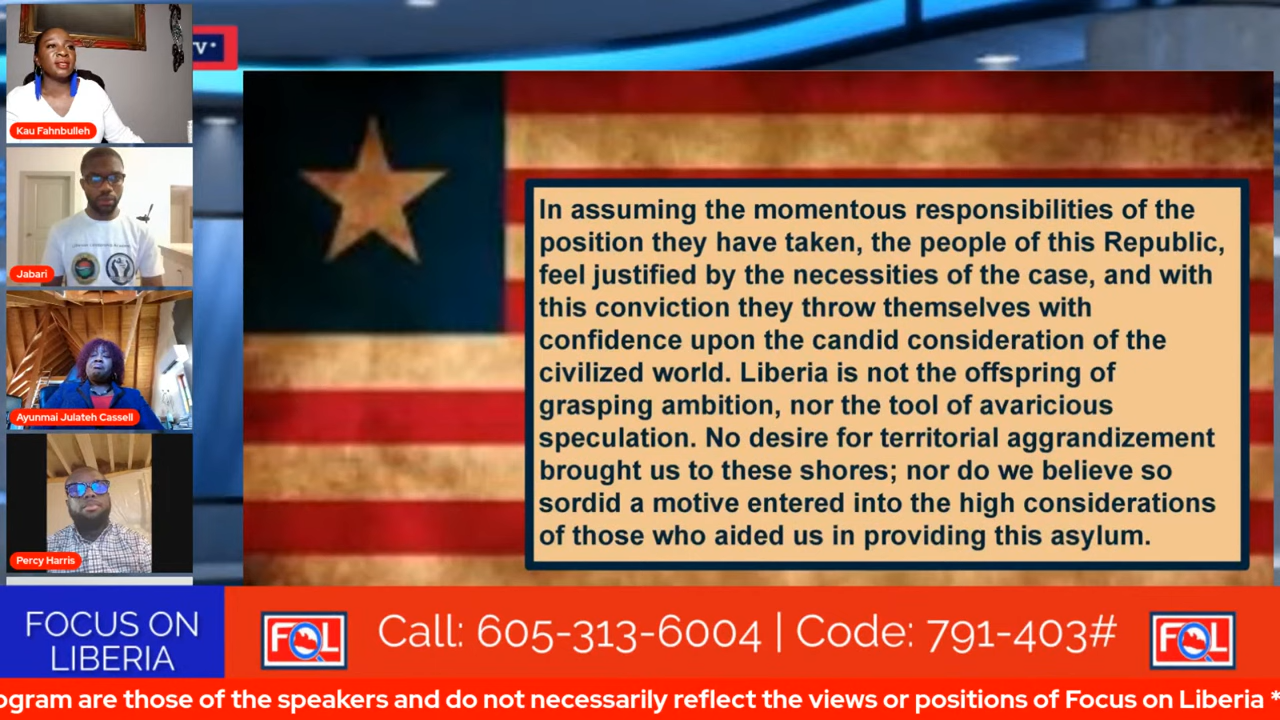 TV*
Kau Fahnbulleh
Jabari
Ayunmai Julateh Cassell
Percy Harris
In assuming the momentous responsibilities of the
position they have taken, the people of this Republic,
feel justified by the necessities of the case, and with
this conviction they throw themselves with
confidence upon the candid consideration of the
civilized world. Liberia is not the offspring of
grasping ambition, nor the tool of avaricious
speculation. No desire for territorial aggrandizement
brought us to these shores; nor do we believe so
sordid a motive entered into the high considerations
of those who aided us in providing this asylum.
FOCUS ON
LIBERIA
FOL
Call: 605-313-6004 | Code: 791-403#
FOL
ogram are those of the speakers and do not necessarily reflect the views or positions of Focus on Liberia *